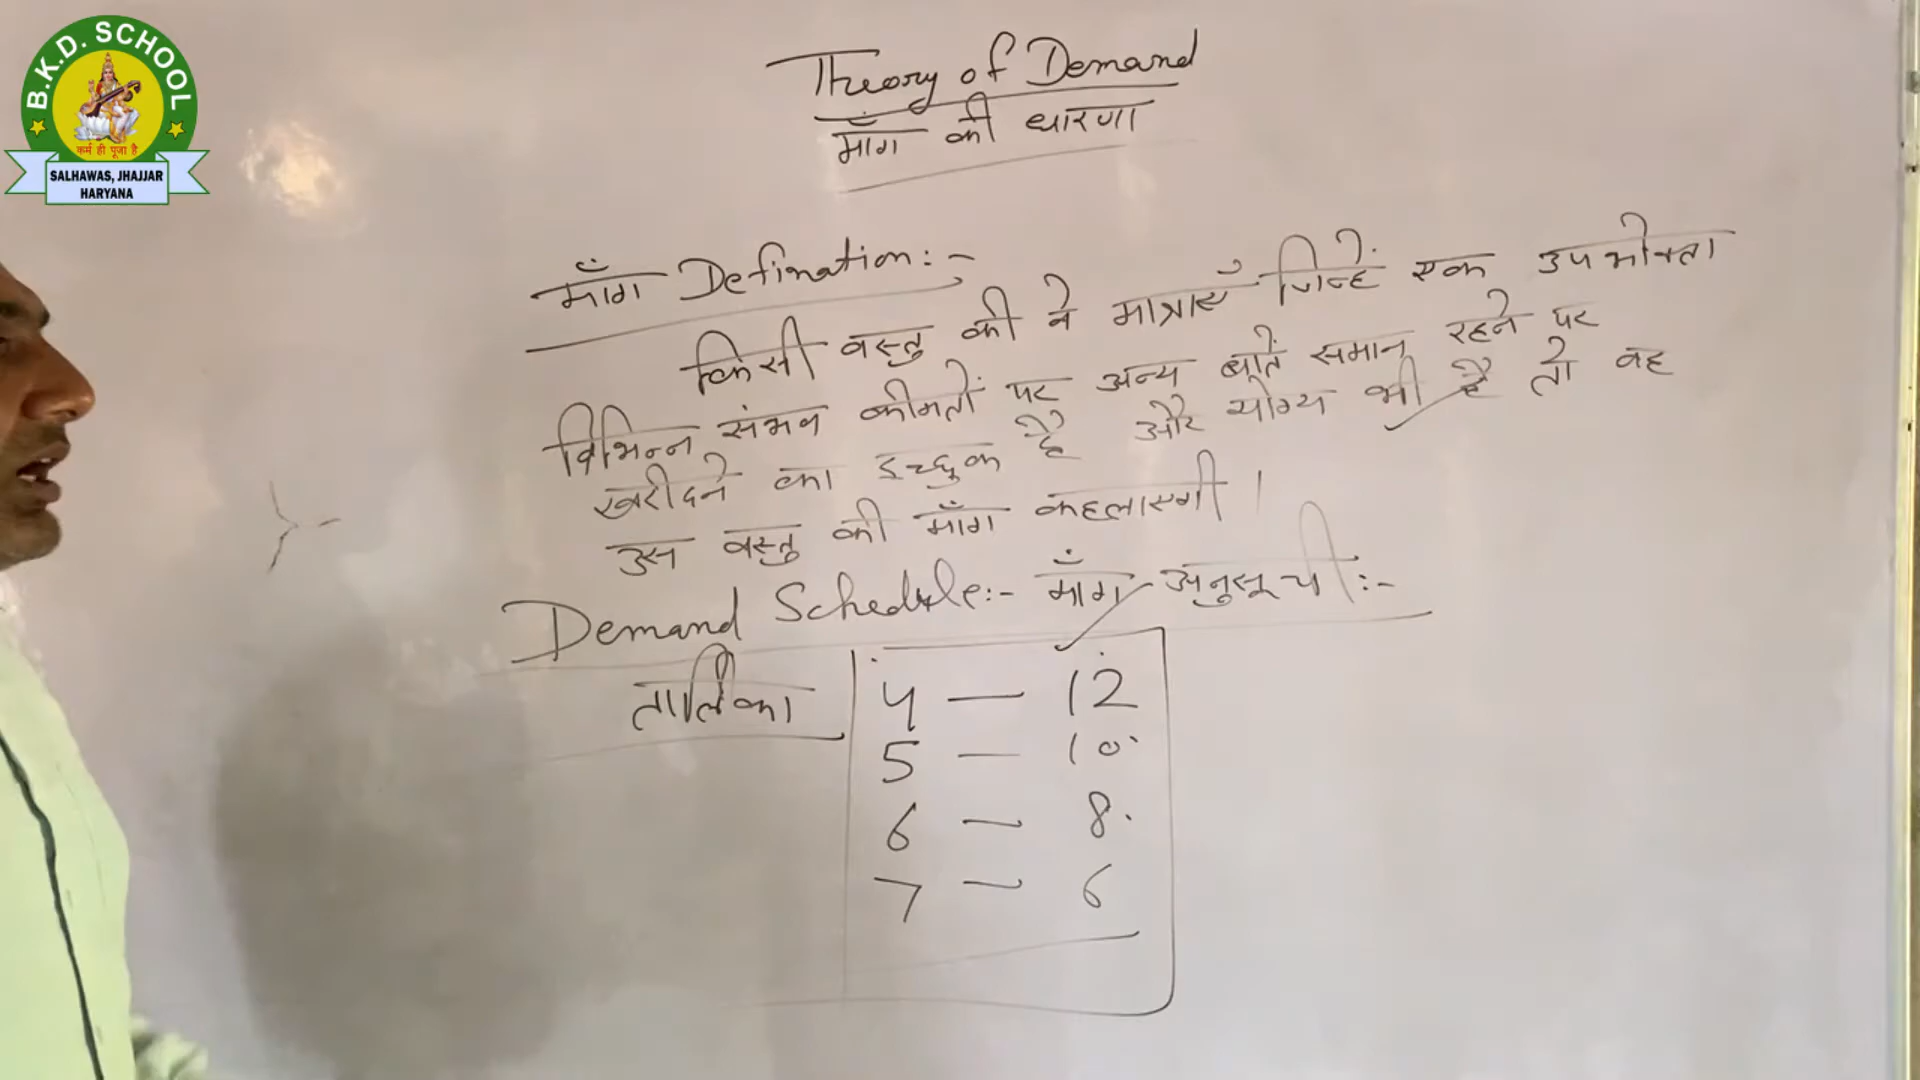 B.K.D. SCHOOL
कर्म ही पूजा है
SALHAWAS, JHAJJAR
HARYANA
Theory of Demand
माँग की धारणा
माँग Defination:-
किसी वस्तु की वे मात्राएँ जिन्हें एक उपभोक्ता
विभिन्न संभव कीमतों पर अन्य बातें समान रहने पर
खरीदने का इच्छुक है और योग्य भी है तो वह
उस वस्तु की माँग कहलाएगी।
Demand Schedule:- माँग-अनुसूची:-
तालिका
4 — 12
5 — 10
6 — 8
7 — 6